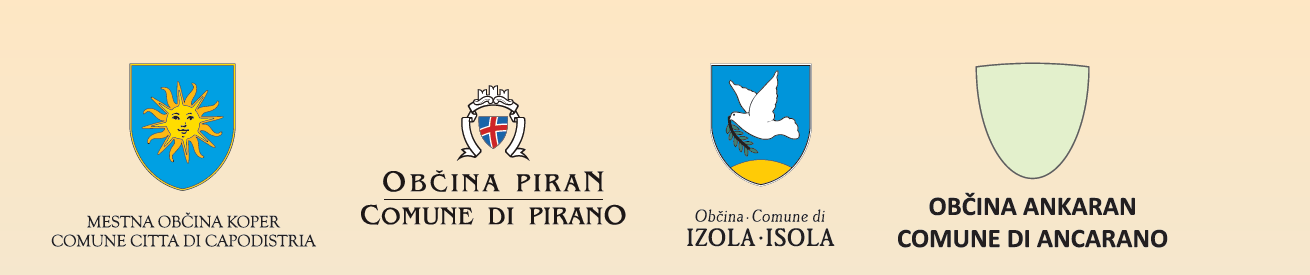 MESTNA OBČINA KOPER
COMUNE CITTA DI CAPODISTRIA
OBČINA PIRAN
COMUNE DI PIRANO
Občina·Comune di
IZOLA·ISOLA
OBČINA ANKARAN
COMUNE DI ANCARANO